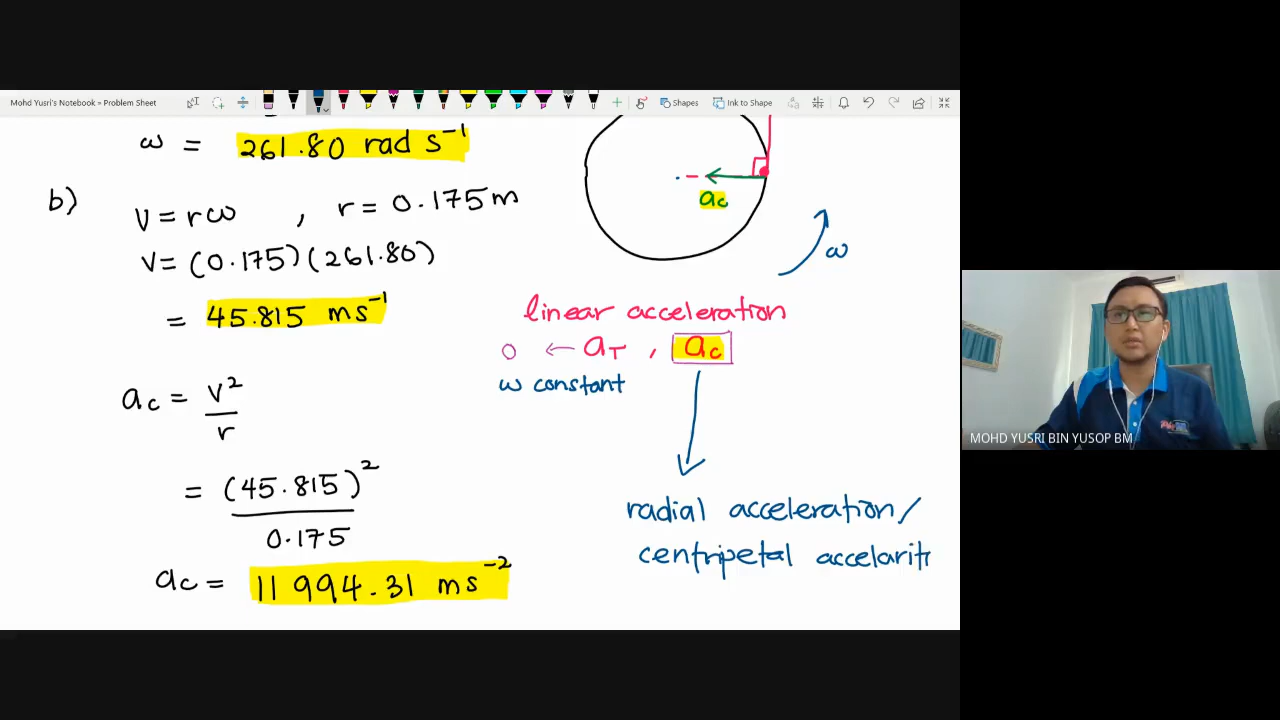 Mohd Yusri's Notebook » Problem Sheet
Shapes
Ink to Shape
ω = 261.80 rad s⁻¹
b)
v = rω , r = 0.175 m
v = (0.175)(261.80)
= 45.815 ms⁻¹
ac = v²
r
= (45.815)²
0.175
ac = 11 994.31 ms⁻²
ac
ω
linear acceleration
0 ← aT , ac
ω constant
radial acceleration/
centripetal accelarit
MOHD YUSRI BIN YUSOP BM